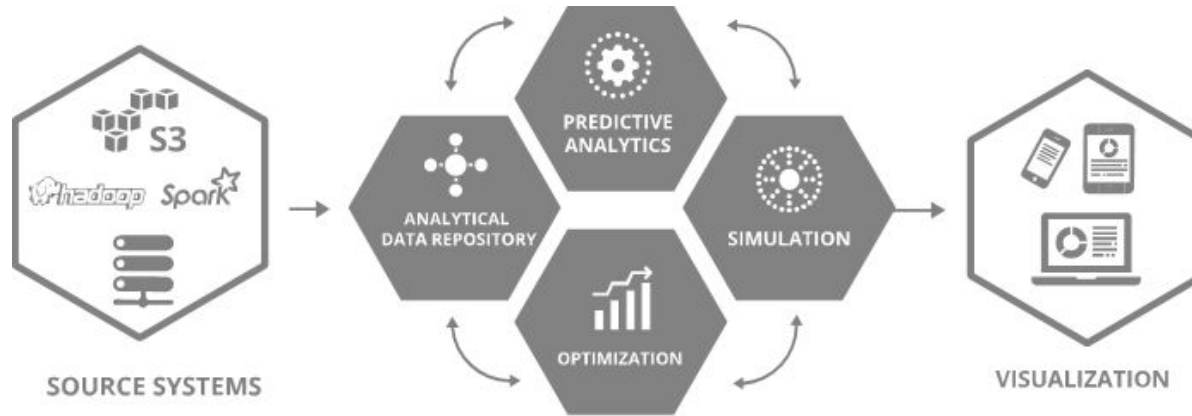 S3
hadoop Spark
SOURCE SYSTEMS
ANALYTICAL
DATA REPOSITORY
PREDICTIVE
ANALYTICS
OPTIMIZATION
SIMULATION
VISUALIZATION